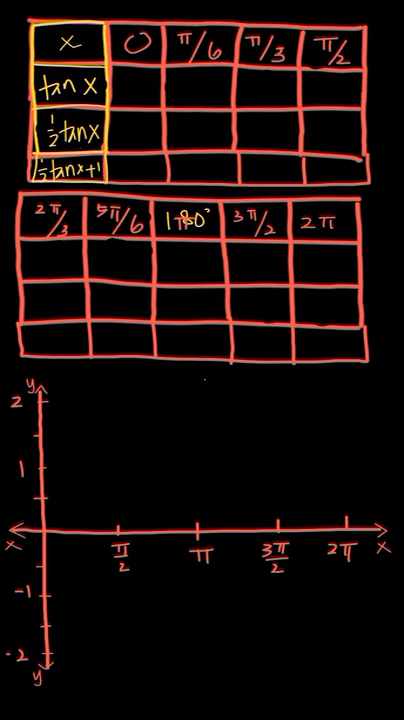 x 0 π/6 π/3 π/2
tan x
½ tan x
½ tan x + 1
2π/3 5π/6 180° 3π/2 2π
y
2
1
x π/2 π 3π/2 2π x
-1
-2
y